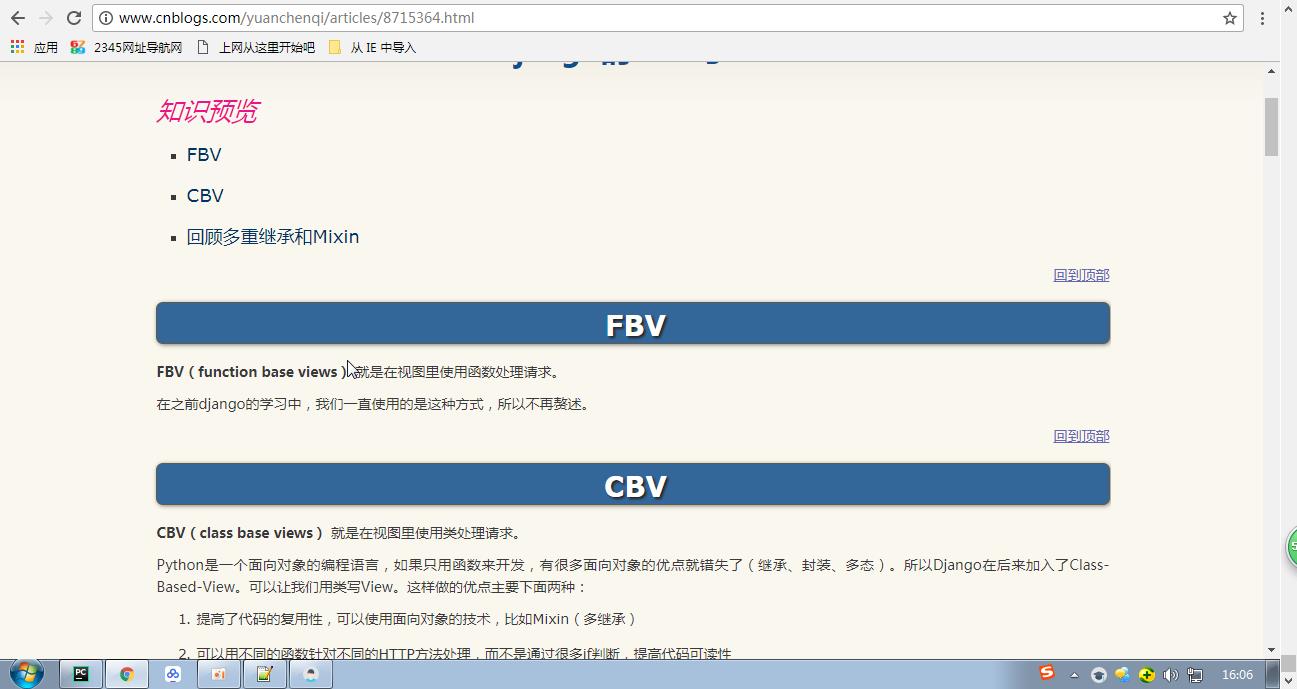 www.cnblogs.com/yuanchenqi/articles/8715364.html
应用 2345网址导航网 上网从这里开始吧 从 IE 中导入
知识预览
FBV
CBV
回顾多重继承和Mixin
回到顶部
FBV
FBV（function base views） 就是在视图里使用函数处理请求。
在之前django的学习中，我们一直使用的是这种方式，所以不再赘述。
回到顶部
CBV
CBV（class base views） 就是在视图里使用类处理请求。
Python是一个面向对象的编程语言，如果只用函数来开发，有很多面向对象的优点就错失了（继承、封装、多态）。所以Django在后来加入了Class-
Based-View。可以让我们用类写View。这样做的优点主要下面两种：
1. 提高了代码的复用性，可以使用面向对象的技术，比如Mixin（多继承）
2. 可以用不同的函数针对不同的HTTP方法处理，而不是通过很多if判断，提高代码可读性
16:06